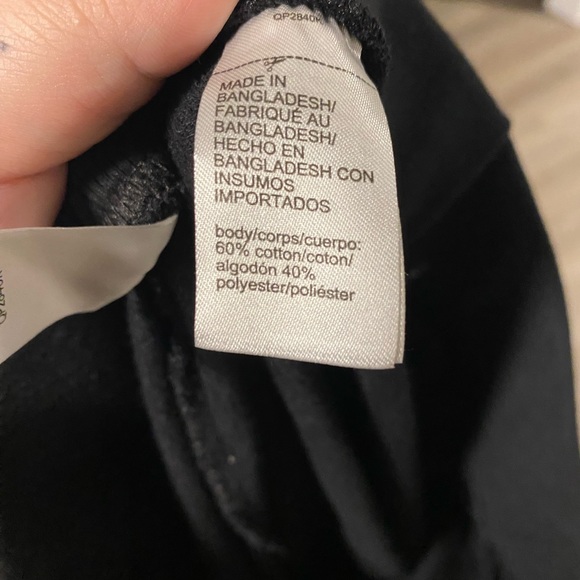 QP2840K
MADE IN
BANGLADESH/
FABRIQUÉ AU
BANGLADESH/
HECHO EN
BANGLADESH CON
INSUMOS
IMPORTADOS
body/corps/cuerpo:
60% cotton/coton/
algodón 40%
polyester/poliéster